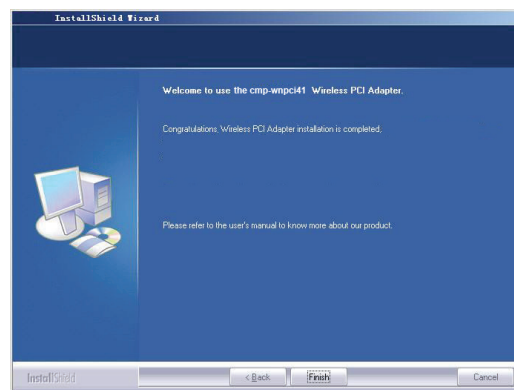 InstallShield Wizard
Welcome to use the cmp-wnpci41 Wireless PCI Adapter.
Congratulations, Wireless PCI Adapter installation is completed,
Please refer to the user's manual to know more about our product.
InstallShield
< Back
Finish
Cancel